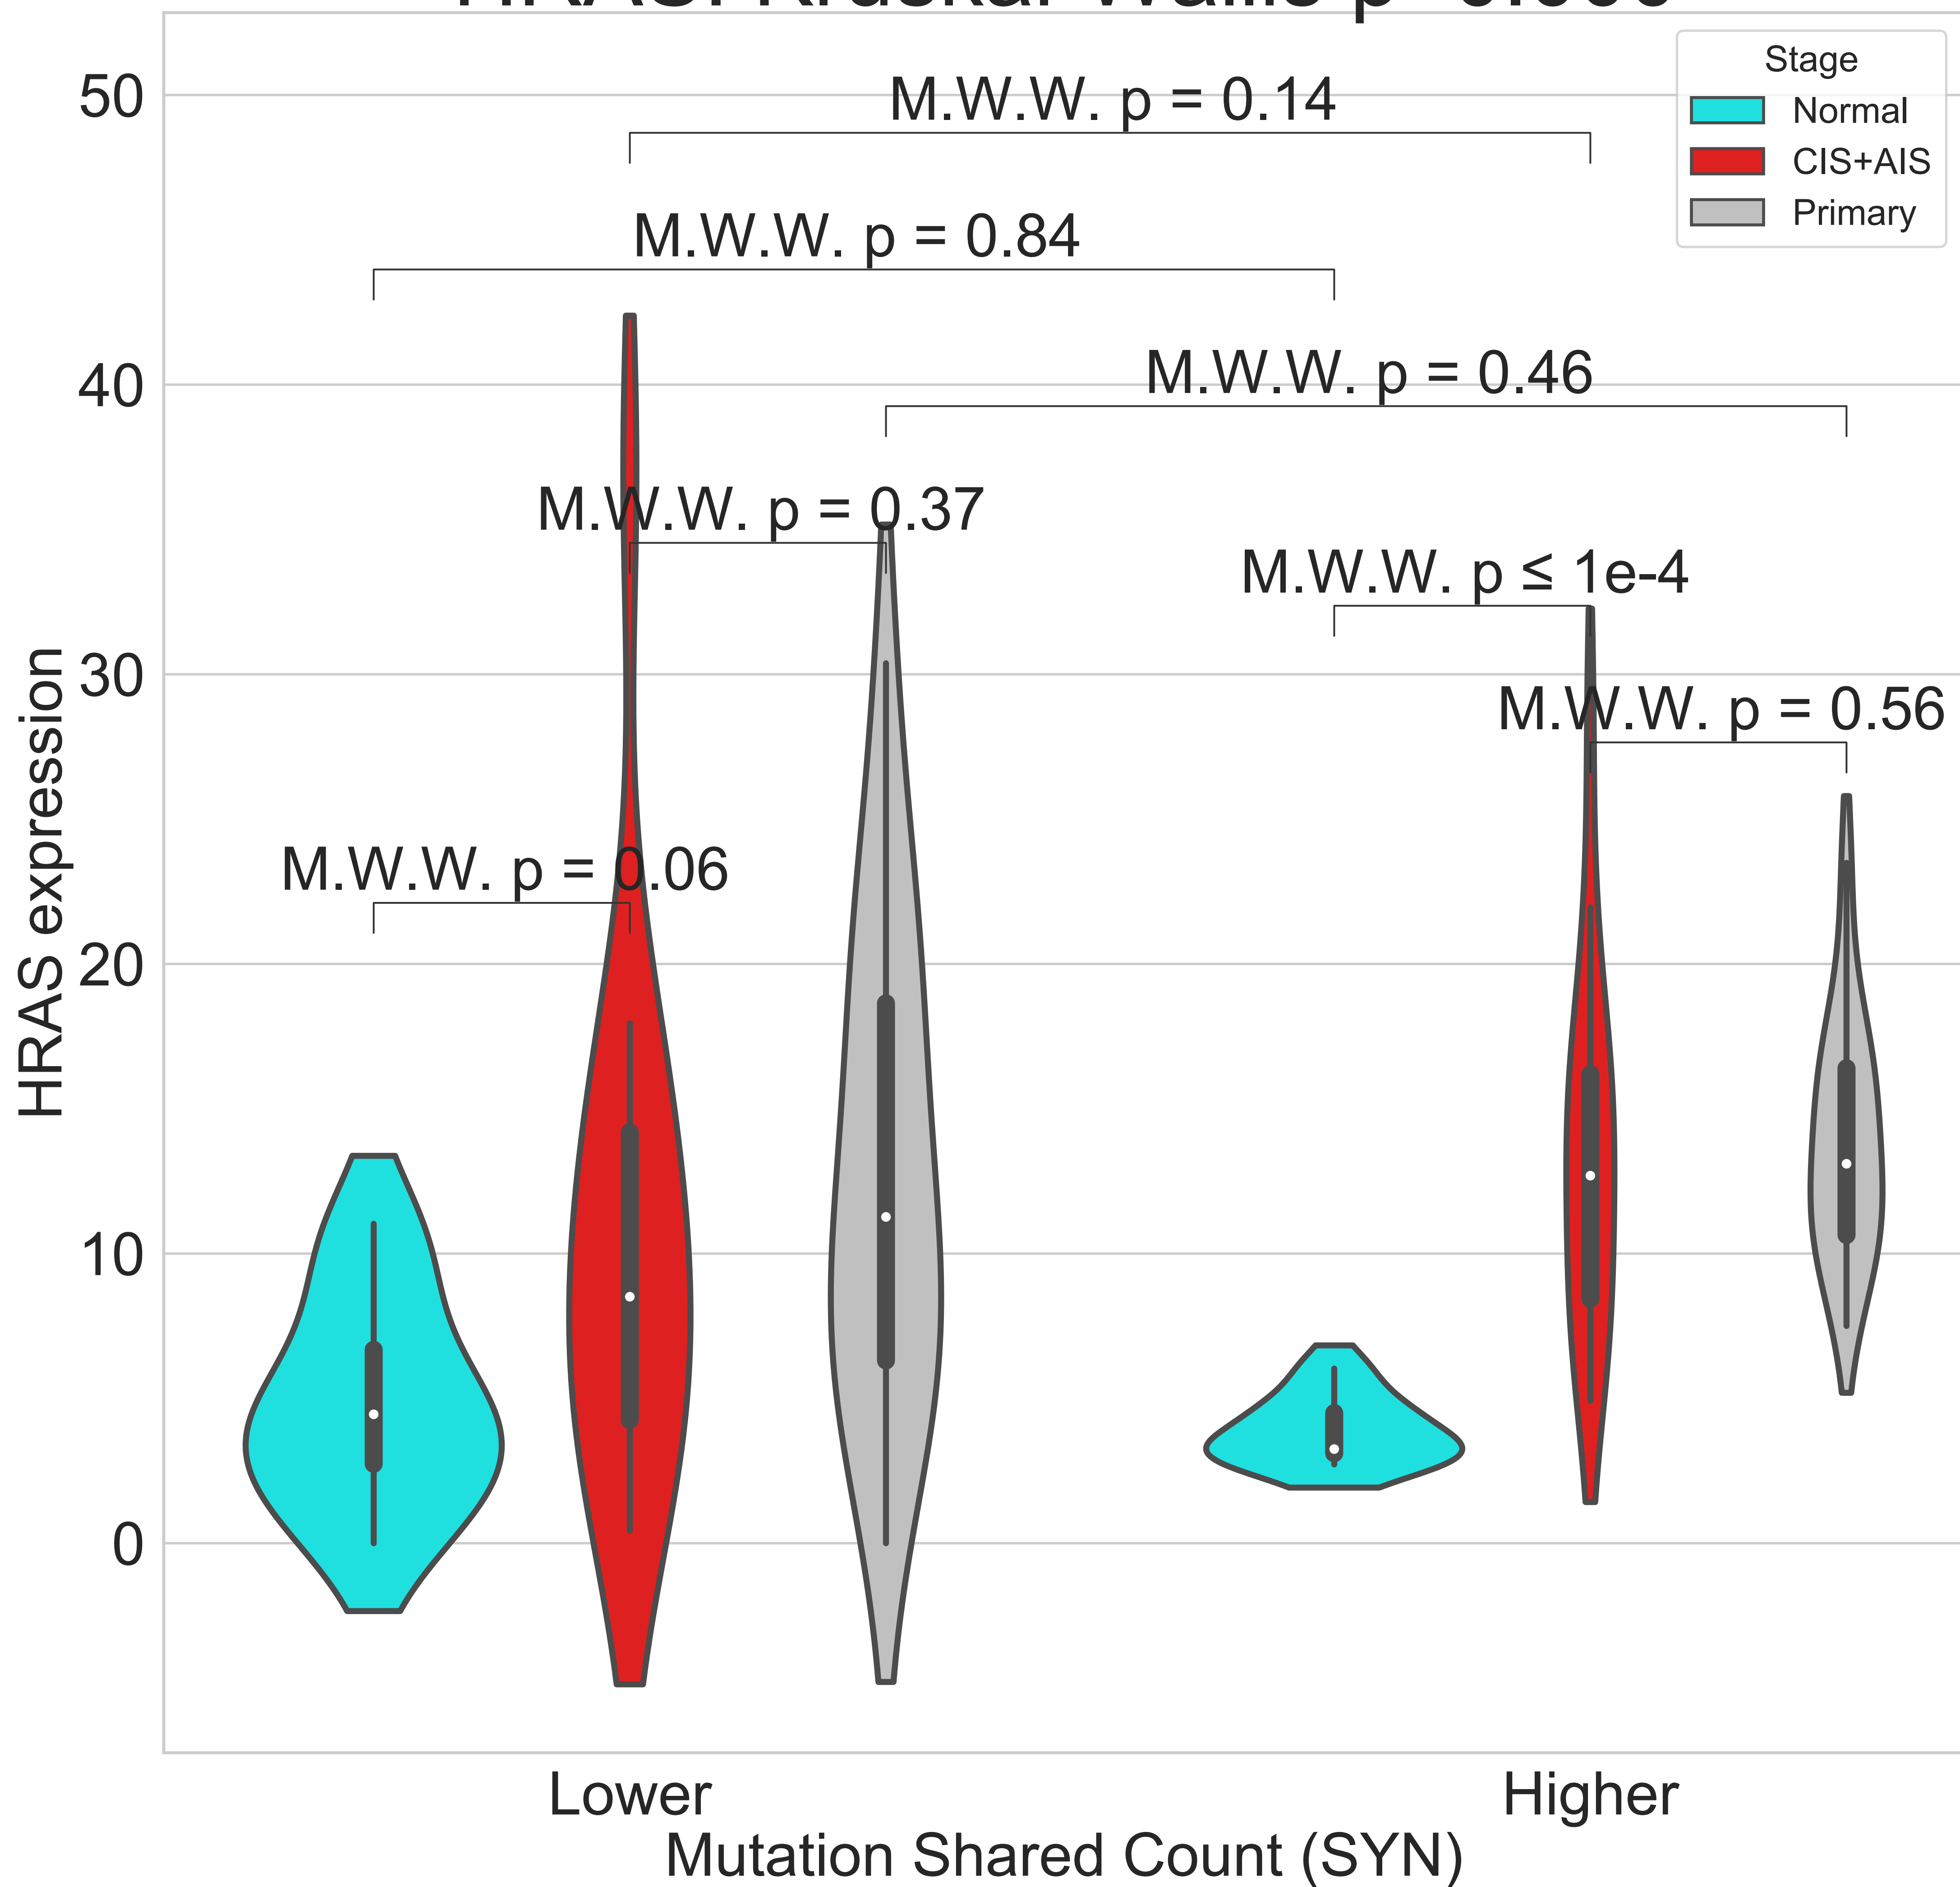 Stage
Normal
CIS+AIS
Primary
M.W.W. p = 0.14
M.W.W. p = 0.84
M.W.W. p = 0.46
M.W.W. p = 0.37
M.W.W. p ≤ 1e-4
M.W.W. p = 0.56
M.W.W. p = 0.06
50
40
30
20
10
0
HRAS expression
Lower
Higher
Mutation Shared Count (SYN)